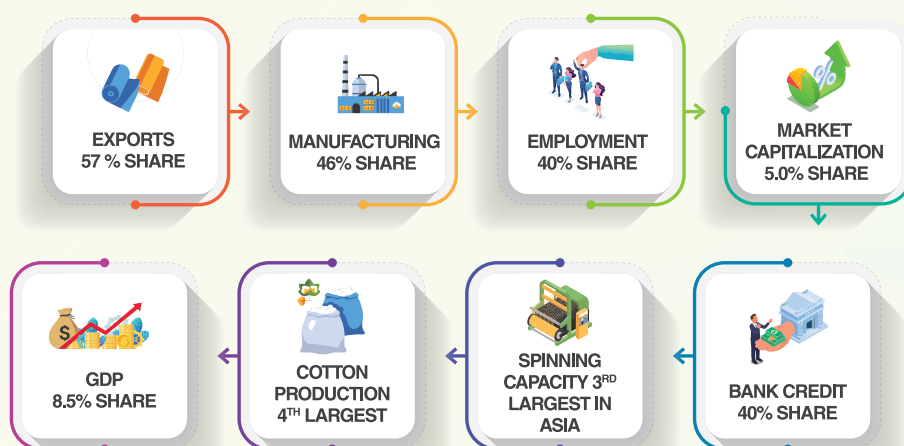 EXPORTS
57 % SHARE
MANUFACTURING
46% SHARE
EMPLOYMENT
40% SHARE
MARKET
CAPITALIZATION
5.0% SHARE
BANK CREDIT
40% SHARE
SPINNING
CAPACITY 3RD
LARGEST IN
ASIA
COTTON
PRODUCTION
4TH LARGEST
GDP
8.5% SHARE